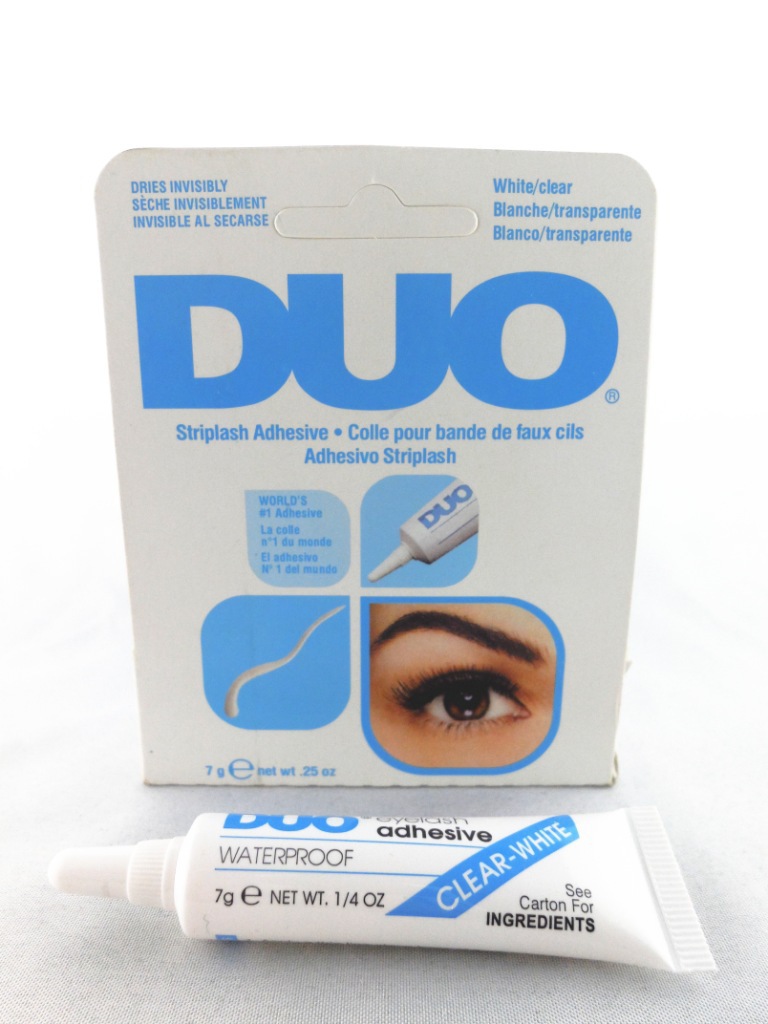 DRIES INVISIBLY
SÈCHE INVISIBLEMENT
INVISIBLE AL SECARSE
White/clear
Blanche/transparente
Blanco/transparente
DUO®
Striplash Adhesive • Colle pour bande de faux cils
Adhesivo Striplash
WORLD'S
#1 Adhesive
La colle
n°1 du monde
El adhesivo
N° 1 del mundo
DUO
7 g ℮ net wt .25 oz
DUO® eyelash
adhesive
WATERPROOF
7g ℮ NET WT. 1/4 OZ
CLEAR-WHITE
See
Carton For
INGREDIENTS